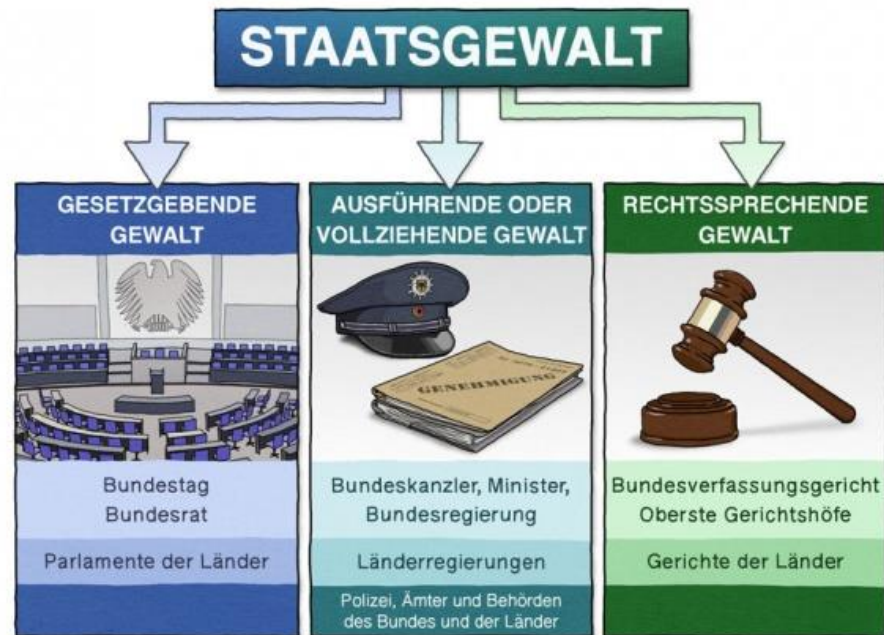 STAATSGEWALT
GESETZGEBENDE
GEWALT
Bundestag
Bundesrat
Parlamente der Länder
AUSFÜHRENDE ODER
VOLLZIEHENDE GEWALT
GENEHMIGUNG
Bundeskanzler, Minister,
Bundesregierung
Länderregierungen
Polizei, Ämter und Behörden
des Bundes und der Länder
RECHTSSPRECHENDE
GEWALT
Bundesverfassungsgericht
Oberste Gerichtshöfe
Gerichte der Länder